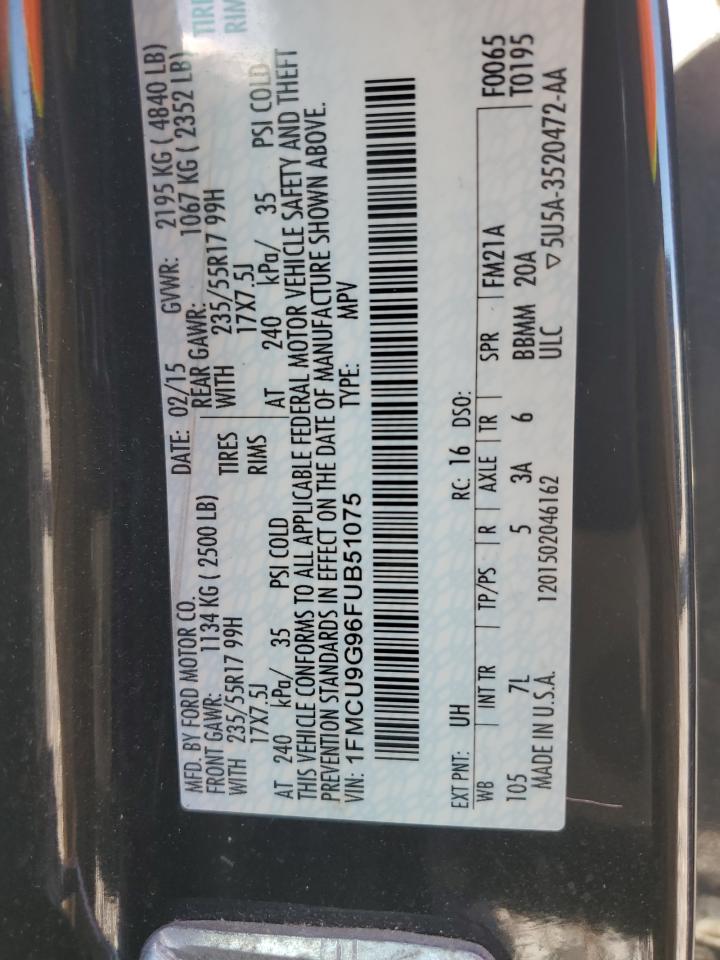 MFD. BY FORD MOTOR CO.
DATE: 02/15 GVWR: 2195 KG ( 4840 LB)
FRONT GAWR: 1134 KG ( 2500 LB)
REAR GAWR: 1067 KG ( 2352 LB)
WITH 235/55R17 99H TIRES WITH 235/55R17 99H TIRE
17X7.5J RIMS 17X7.5J RIM
AT 240 kPa/ 35 PSI COLD AT 240 kPa/ 35 PSI COLD
THIS VEHICLE CONFORMS TO ALL APPLICABLE FEDERAL MOTOR VEHICLE SAFETY AND THEFT
PREVENTION STANDARDS IN EFFECT ON THE DATE OF MANUFACTURE SHOWN ABOVE.
VIN: 1FMCU9G96FUB51075 TYPE: MPV
EXT PNT: UH RC: 16 DSO: F0065
WB INT TR TP/PS R AXLE TR SPR FM21A T0195
105 7L 5 3A 6 BBMM 20A
MADE IN U.S.A. 1201502046162 ULC ▽5U5A-3520472-AA